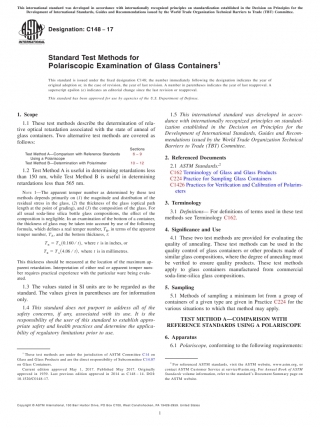 This international standard was developed in accordance with internationally recognized principles on standardization established in the Decision on Principles for the
Development of International Standards, Guides and Recommendations issued by the World Trade Organization Technical Barriers to Trade (TBT) Committee.
Designation: C148 − 17
Standard Test Methods for
Polariscopic Examination of Glass Containers1
This standard is issued under the fixed designation C148; the number immediately following the designation indicates the year of
original adoption or, in the case of revision, the year of last revision. A number in parentheses indicates the year of last reapproval. A
superscript epsilon (ε) indicates an editorial change since the last revision or reapproval.
This standard has been approved for use by agencies of the U.S. Department of Defense.
1. Scope
1.1 These test methods describe the determination of rela-
tive optical retardation associated with the state of anneal of
glass containers. Two alternative test methods are covered as
follows:
Sections
Test Method A—Comparison with Reference Standards
Using a Polariscope
6 – 9
Test Method B—Determination with Polarimeter
10 – 12
1.2 Test Method A is useful in determining retardations less
than 150 nm, while Test Method B is useful in determining
retardations less than 565 nm.
NOTE 1—The apparent temper number as determined by these test
methods depends primarily on (1) the magnitude and distribution of the
residual stress in the glass, (2) the thickness of the glass (optical path
length at the point of grading), and (3) the composition of the glass. For
all usual soda-lime silica bottle glass compositions, the effect of the
composition is negligible. In an examination of the bottom of a container,
the thickness of glass may be taken into account by use of the following
formula, which defines a real temper number, TR, in terms of the apparent
temper number, TA, and the bottom thickness, t:
TR = TA(0.160 / t), where t is in inches, or
TR = TA(4.06 / t), where t is in millimetres.
This thickness should be measured at the location of the maximum ap-
parent retardation. Interpretation of either real or apparent temper num-
ber requires practical experience with the particular ware being evalu-
ated.
1.3 The values stated in SI units are to be regarded as the
standard. The values given in parentheses are for information
only.
1.4 This standard does not purport to address all of the
safety concerns, if any, associated with its use. It is the
responsibility of the user of this standard to establish appro-
priate safety and health practices and determine the applica-
bility of regulatory limitations prior to use.
1 These test methods are under the jurisdiction of ASTM Committee C14 on
Glass and Glass Products and are the direct responsibility of Subcommittee C14.07
on Glass Containers.
Current edition approved May 1, 2017. Published May 2017. Originally
approved in 1939. Last previous edition approved in 2014 as C148 – 14. DOI:
10.1520/C0148-17.
1.5 This international standard was developed in accor-
dance with internationally recognized principles on standard-
ization established in the Decision on Principles for the
Development of International Standards, Guides and Recom-
mendations issued by the World Trade Organization Technical
Barriers to Trade (TBT) Committee.
2. Referenced Documents
2.1 ASTM Standards:2
C162 Terminology of Glass and Glass Products
C224 Practice for Sampling Glass Containers
C1426 Practices for Verification and Calibration of Polarim-
eters
3. Terminology
3.1 Definitions— For definitions of terms used in these test
methods see Terminology C162.
4. Significance and Use
4.1 These two test methods are provided for evaluating the
quality of annealing. These test methods can be used in the
quality control of glass containers or other products made of
similar glass compositions, where the degree of annealing must
be verified to ensure quality products. These test methods
apply to glass containers manufactured from commercial
soda-lime-silica glass compositions.
5. Sampling
5.1 Methods of sampling a minimum lot from a group of
containers of a given type are given in Practice C224 for the
various situations to which that method may apply.
TEST METHOD A—COMPARISON WITH
REFERENCE STANDARDS USING A POLARISCOPE
6. Apparatus
6.1 Polariscope, conforming to the following requirements:
2 For referenced ASTM standards, visit the ASTM website, www.astm.org, or
contact ASTM Customer Service at service@astm.org. For Annual Book of ASTM
Standards volume information, refer to the standard's Document Summary page on
the ASTM website.
Copyright © ASTM International, 100 Barr Harbor Drive, PO Box C700, West Conshohocken, PA 19428-2959. United States
1